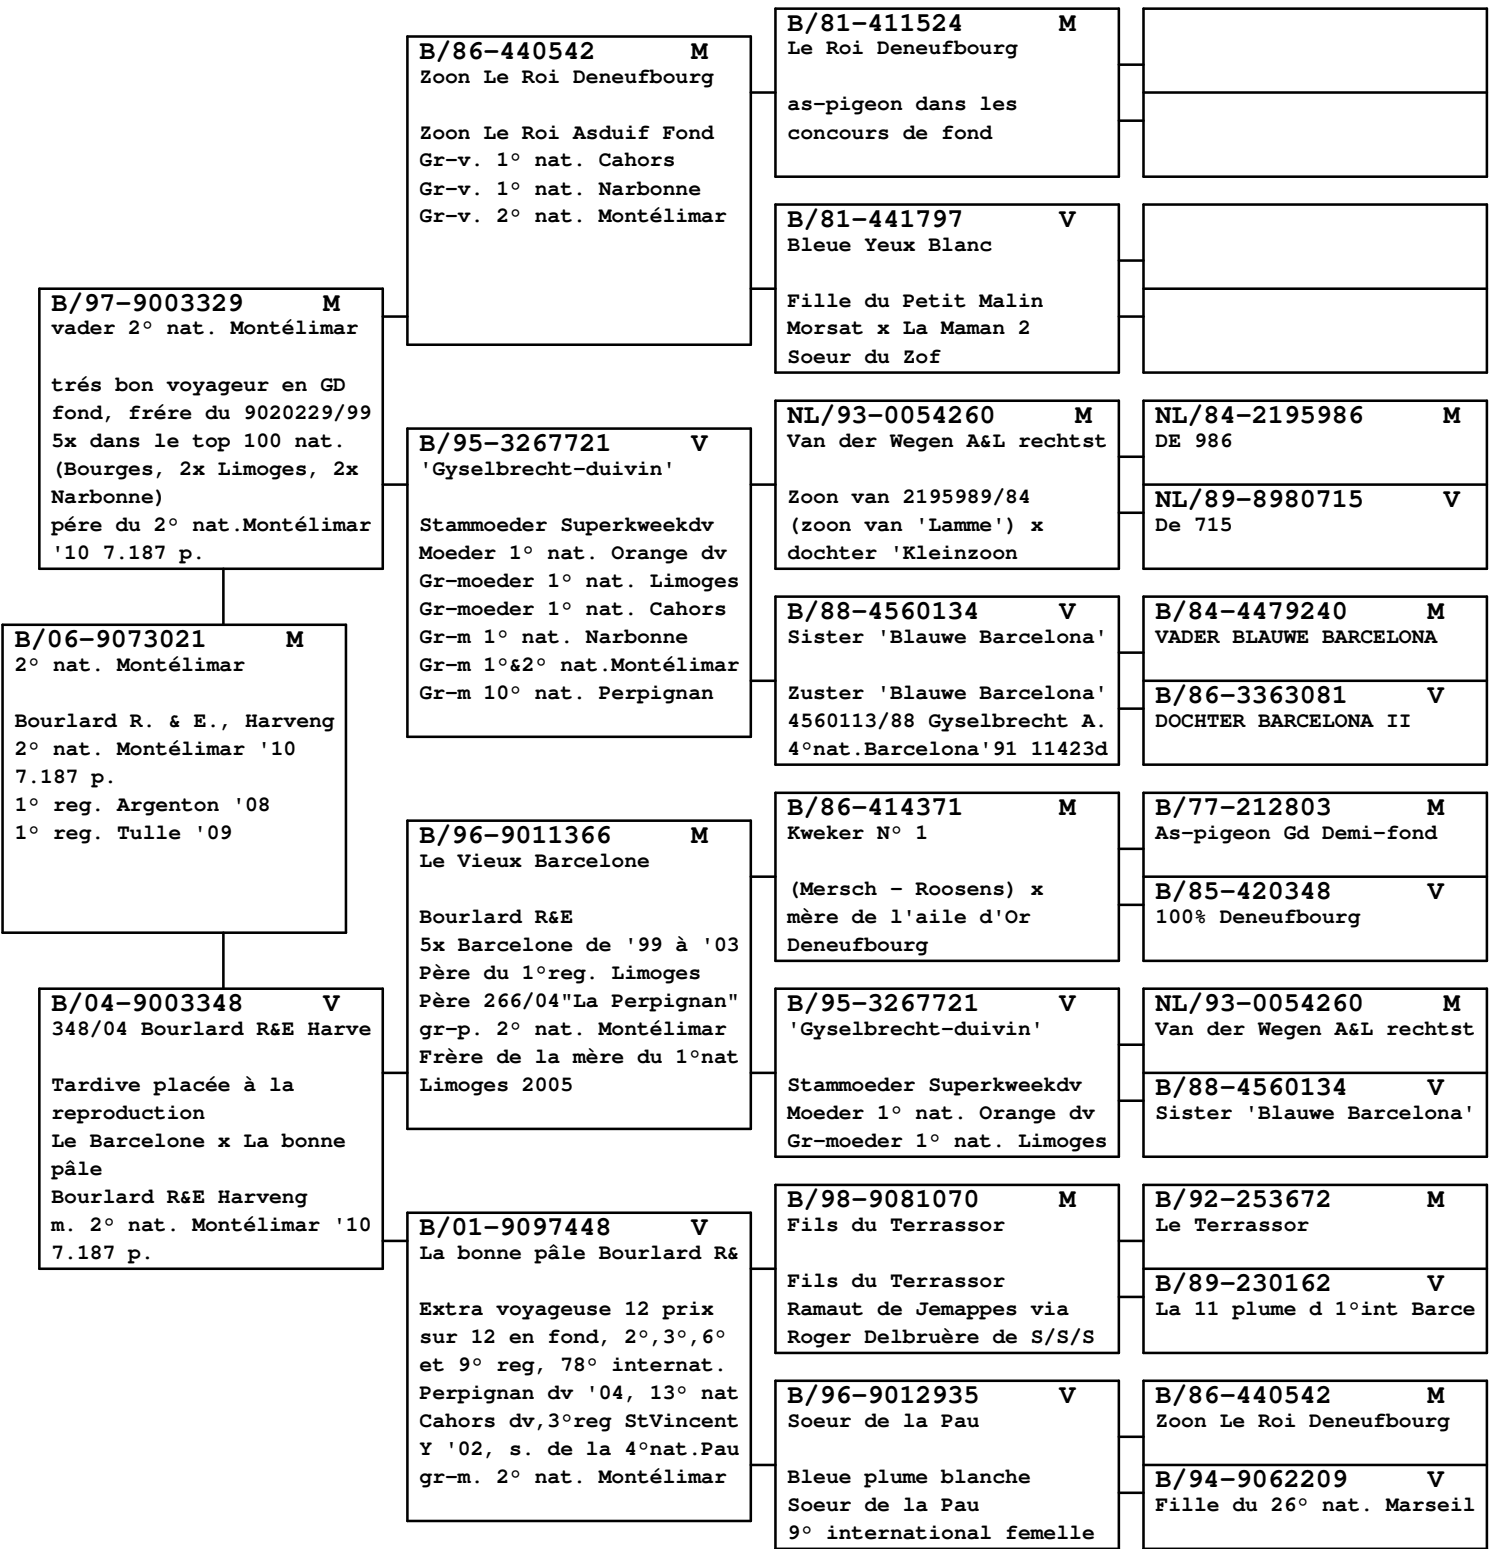 B/06-9073021 M
2° nat. Montélimar
Bourlard R. & E., Harveng
2° nat. Montélimar '10
7.187 p.
1° reg. Argenton '08
1° reg. Tulle '09
B/97-9003329 M
vader 2° nat. Montélimar
trés bon voyageur en GD
fond, frére du 9020229/99
5x dans le top 100 nat.
(Bourges, 2x Limoges, 2x
Narbonne)
pére du 2° nat.Montélimar
'10 7.187 p.
B/04-9003348 V
348/04 Bourlard R&E Harve
Tardive placée à la
reproduction
Le Barcelone x La bonne
pâle
Bourlard R&E Harveng
m. 2° nat. Montélimar '10
7.187 p.
B/86-440542 M
Zoon Le Roi Deneufbourg
Zoon Le Roi Asduif Fond
Gr-v. 1° nat. Cahors
Gr-v. 1° nat. Narbonne
Gr-v. 2° nat. Montélimar
B/95-3267721 V
'Gyselbrecht-duivin'
Stammoeder Superkweekdv
Moeder 1° nat. Orange dv
Gr-moeder 1° nat. Limoges
Gr-moeder 1° nat. Cahors
Gr-m 1° nat. Narbonne
Gr-m 1°&2° nat.Montélimar
Gr-m 10° nat. Perpignan
B/96-9011366 M
Le Vieux Barcelone
Bourlard R&E
5x Barcelone de '99 à '03
Père du 1°reg. Limoges
Père 266/04"La Perpignan"
gr-p. 2° nat. Montélimar
Frère de la mère du 1°nat
Limoges 2005
B/01-9097448 V
La bonne pâle Bourlard R&
Extra voyageuse 12 prix
sur 12 en fond, 2°,3°,6°
et 9° reg, 78° internat.
Perpignan dv '04, 13° nat
Cahors dv,3°reg StVincent
Y '02, s. de la 4°nat.Pau
gr-m. 2° nat. Montélimar
B/81-411524 M
Le Roi Deneufbourg
as-pigeon dans les
concours de fond
B/81-441797 V
Bleue Yeux Blanc
Fille du Petit Malin
Morsat x La Maman 2
Soeur du Zof
NL/93-0054260 M
Van der Wegen A&L rechtst
Zoon van 2195989/84
(zoon van 'Lamme') x
dochter 'Kleinzoon
B/88-4560134 V
Sister 'Blauwe Barcelona'
Zuster 'Blauwe Barcelona'
4560113/88 Gyselbrecht A.
4°nat.Barcelona'91 11423d
B/86-414371 M
Kweker N° 1
(Mersch - Roosens) x
mère de l'aile d'Or
Deneufbourg
B/95-3267721 V
'Gyselbrecht-duivin'
Stammoeder Superkweekdv
Moeder 1° nat. Orange dv
Gr-moeder 1° nat. Limoges
B/98-9081070 M
Fils du Terrassor
Fils du Terrassor
Ramaut de Jemappes via
Roger Delbruère de S/S/S
B/96-9012935 V
Soeur de la Pau
Bleue plume blanche
Soeur de la Pau
9° international femelle
NL/84-2195986 M
DE 986
NL/89-8980715 V
De 715
B/84-4479240 M
VADER BLAUWE BARCELONA
B/86-3363081 V
DOCHTER BARCELONA II
B/77-212803 M
As-pigeon Gd Demi-fond
B/85-420348 V
100% Deneufbourg
NL/93-0054260 M
Van der Wegen A&L rechtst
B/88-4560134 V
Sister 'Blauwe Barcelona'
B/92-253672 M
Le Terrassor
B/89-230162 V
La 11 plume d 1°int Barce
B/86-440542 M
Zoon Le Roi Deneufbourg
B/94-9062209 V
Fille du 26° nat. Marseil